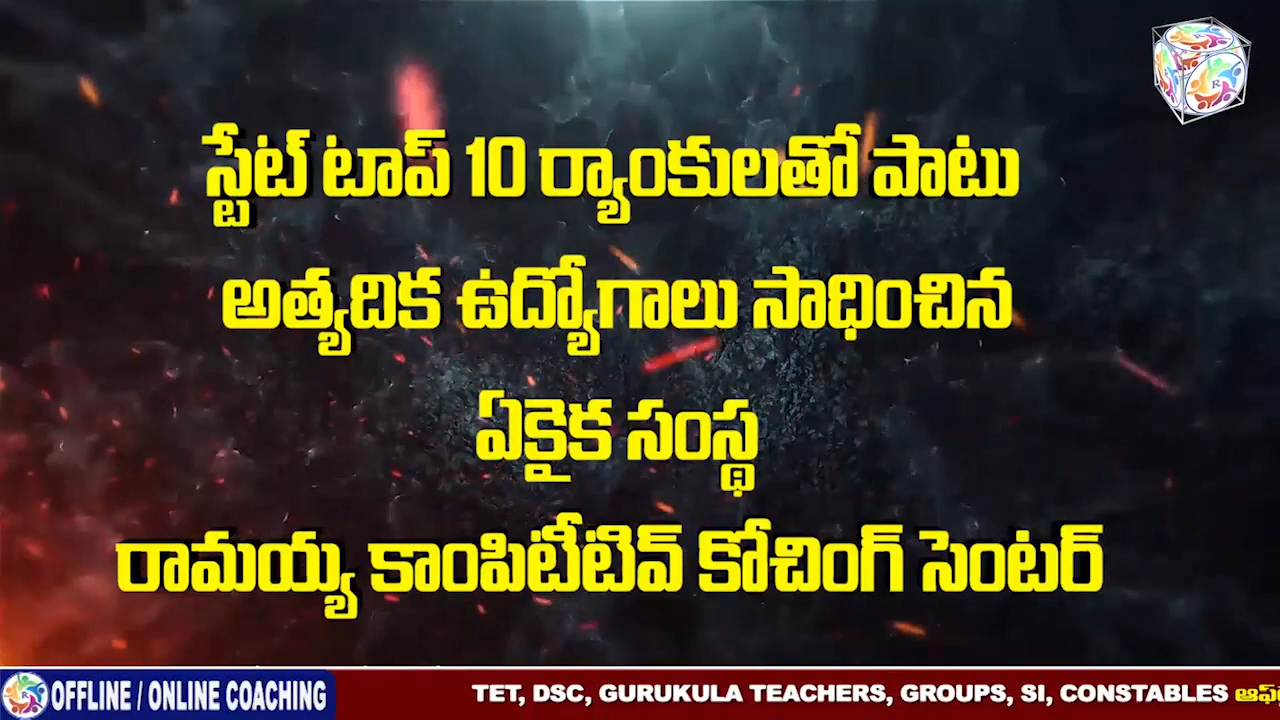 స్టేట్ టాప్ 10 ర్యాంకులతో పాటు
అత్యదిక ఉద్యోగాలు సాధించిన
ఏకైక సంస్థ
రామయ్య కాంపిటీటివ్ కోచింగ్ సెంటర్
OFFLINE / ONLINE COACHING
TET, DSC, GURUKULA TEACHERS, GROUPS, SI, CONSTABLES